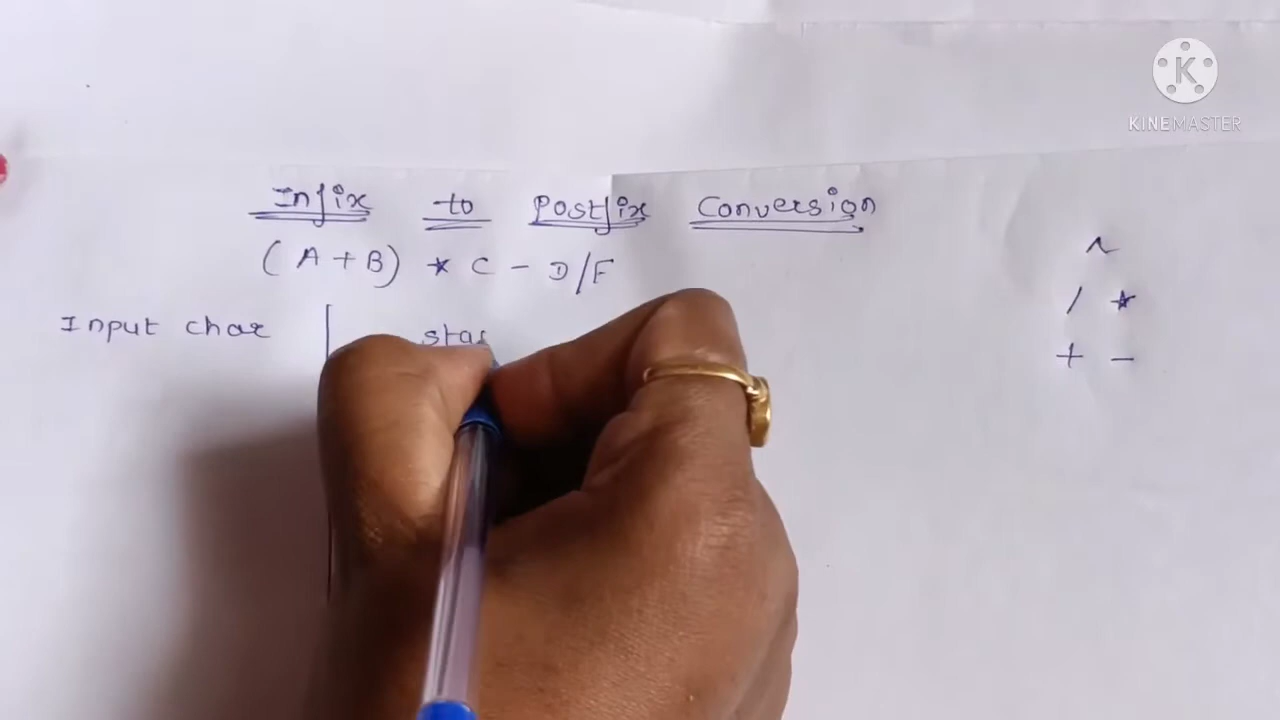 K
KINEMASTER
Infix to Postfix Conversion
(A+B) * C - D/F
^
/ *
+ -
Input char